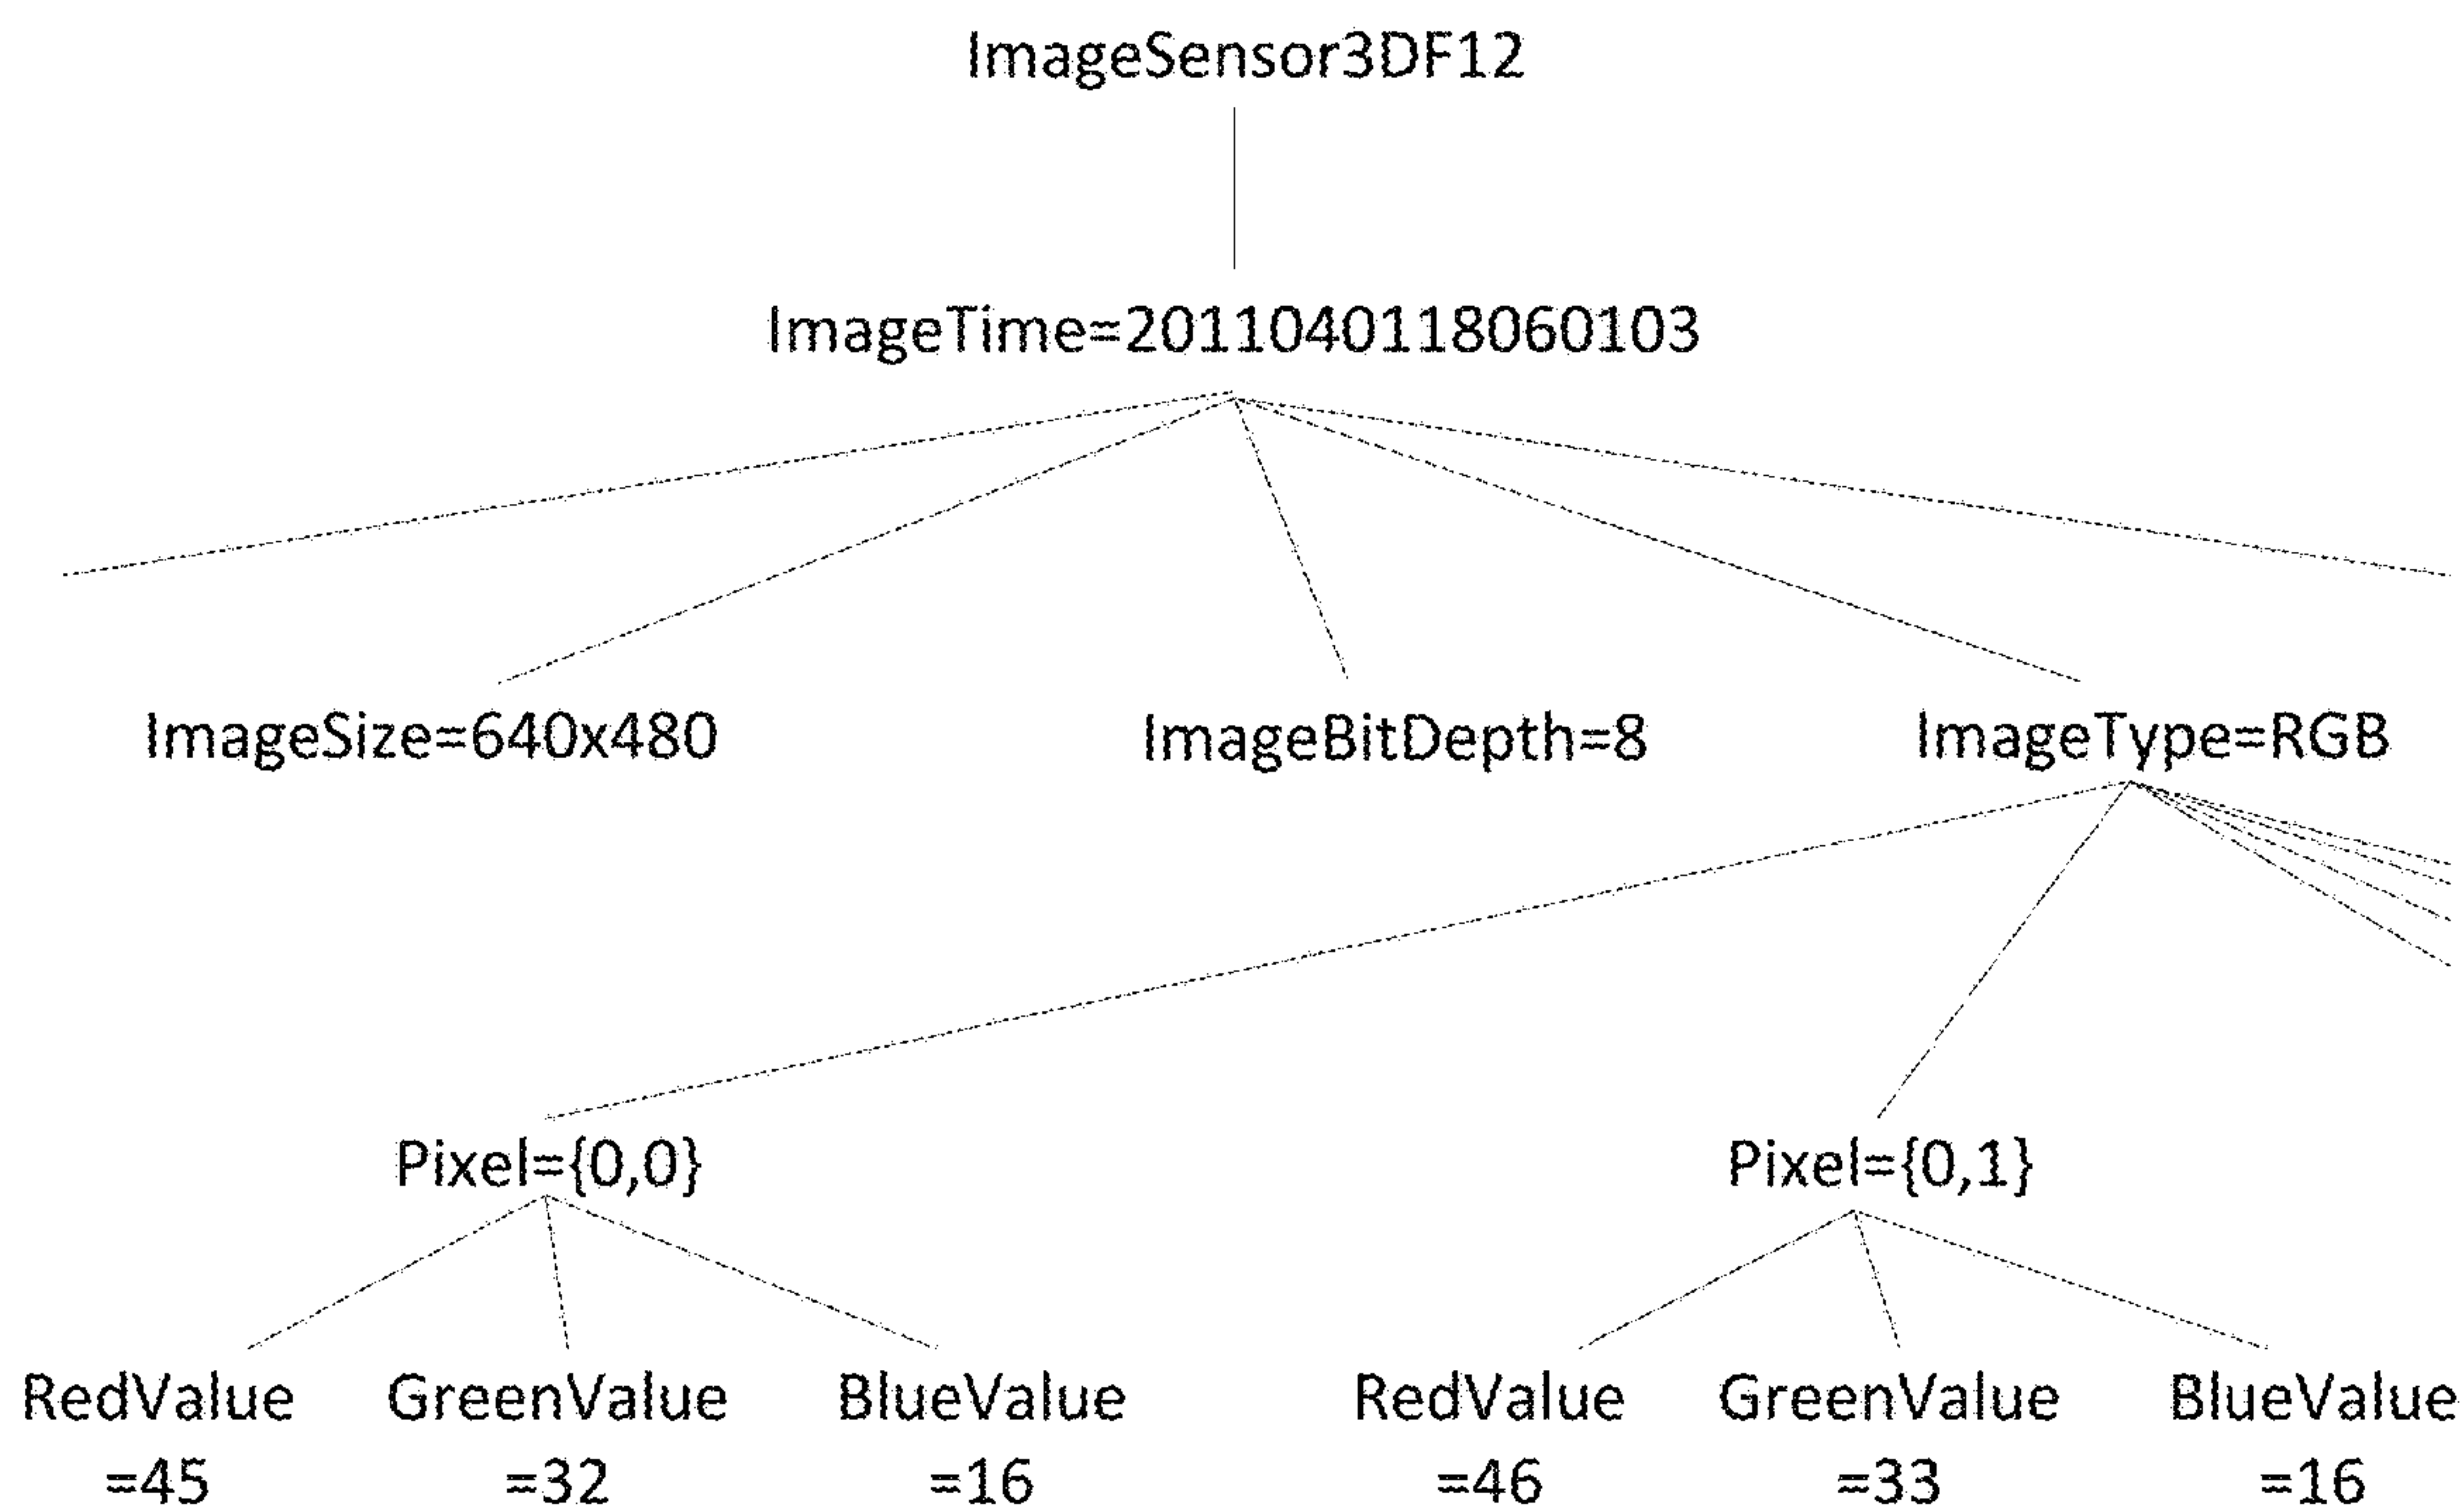 ImageSensor3DF12
ImageTime=2011040118060103
ImageSize=640x480 ImageBitDepth=8 ImageType=RGB
Pixel={0,0} Pixel={0,1}
RedValue GreenValue BlueValue RedValue GreenValue BlueValue
=45 =32 =16 =46 =33 =16